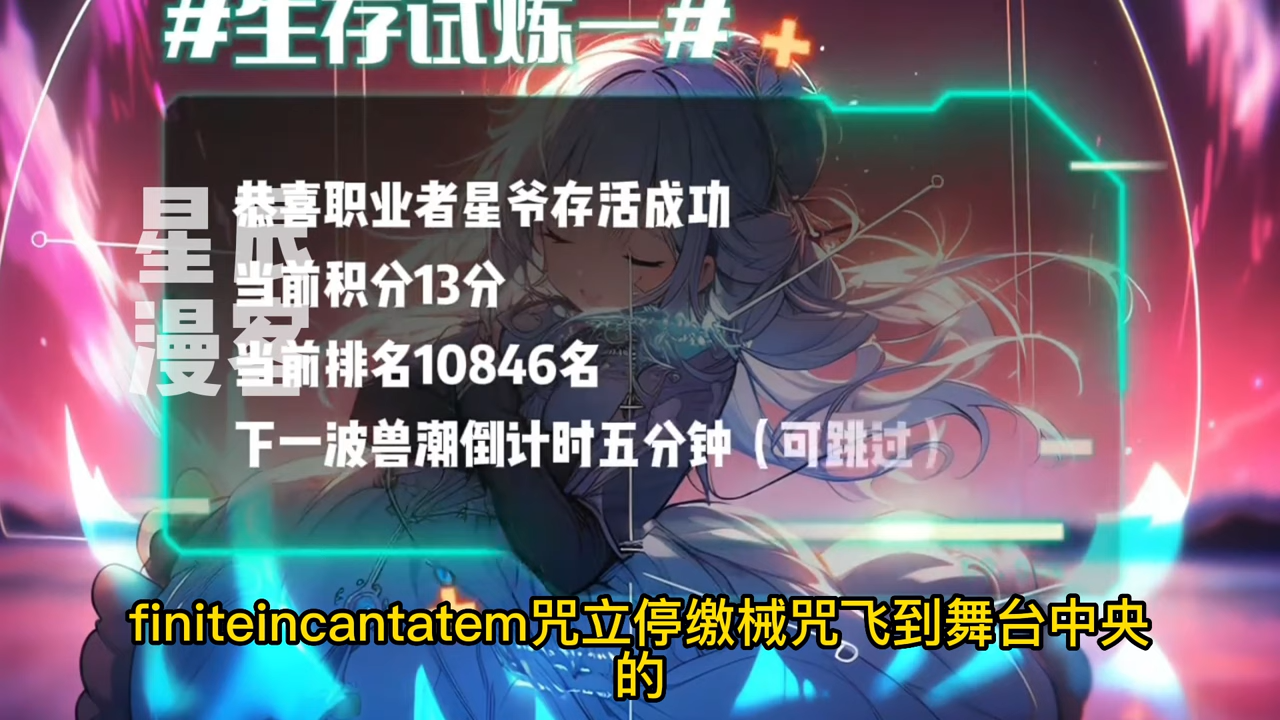 #生存试炼一#
恭喜职业者星爷存活成功
当前积分13分
当前排名10846名
下一波兽潮倒计时五分钟（可跳过）
星
漫客
finiteincantatem咒立停缴械咒飞到舞台中央
的